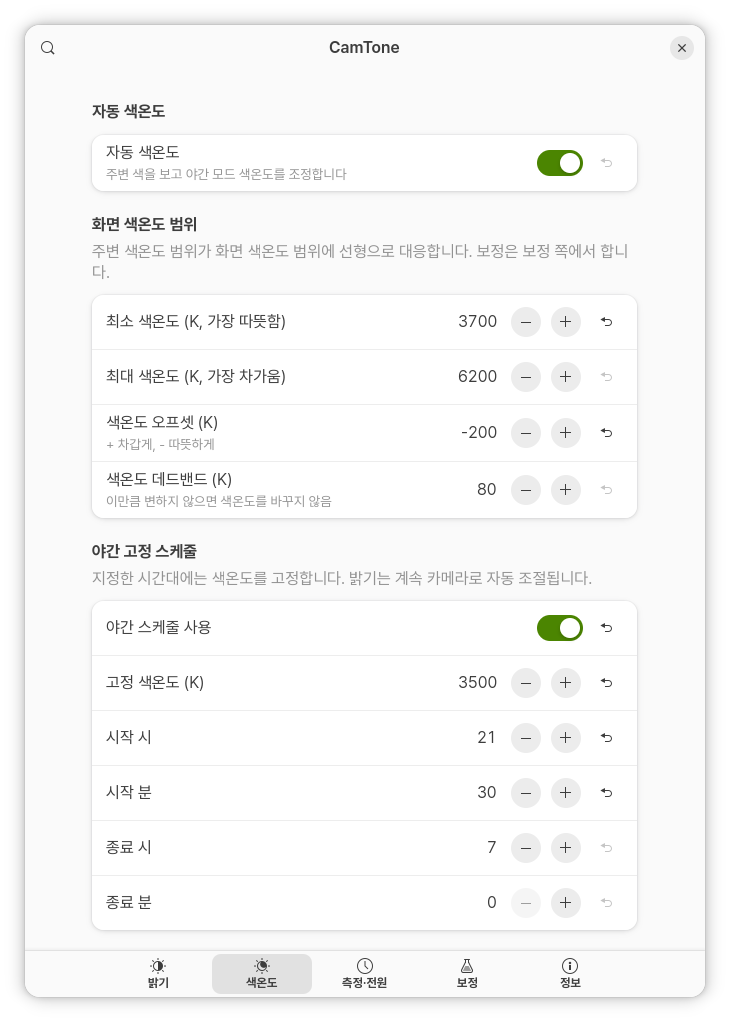 CamTone
자동 색온도
자동 색온도
주변 색을 보고 야간 모드 색온도를 조정합니다
화면 색온도 범위
주변 색온도 범위가 화면 색온도 범위에 선형으로 대응합니다. 보정은 보정 쪽에서 합니
다.
최소 색온도 (K, 가장 따뜻함) 3700
최대 색온도 (K, 가장 차가움) 6200
색온도 오프셋 (K) -200
+ 차갑게, - 따뜻하게
색온도 데드밴드 (K) 80
이만큼 변하지 않으면 색온도를 바꾸지 않음
야간 고정 스케줄
지정한 시간대에는 색온도를 고정합니다. 밝기는 계속 카메라로 자동 조절됩니다.
야간 스케줄 사용
고정 색온도 (K) 3500
시작 시 21
시작 분 30
종료 시 7
종료 분 0
밝기 색온도 측정·전원 보정 정보